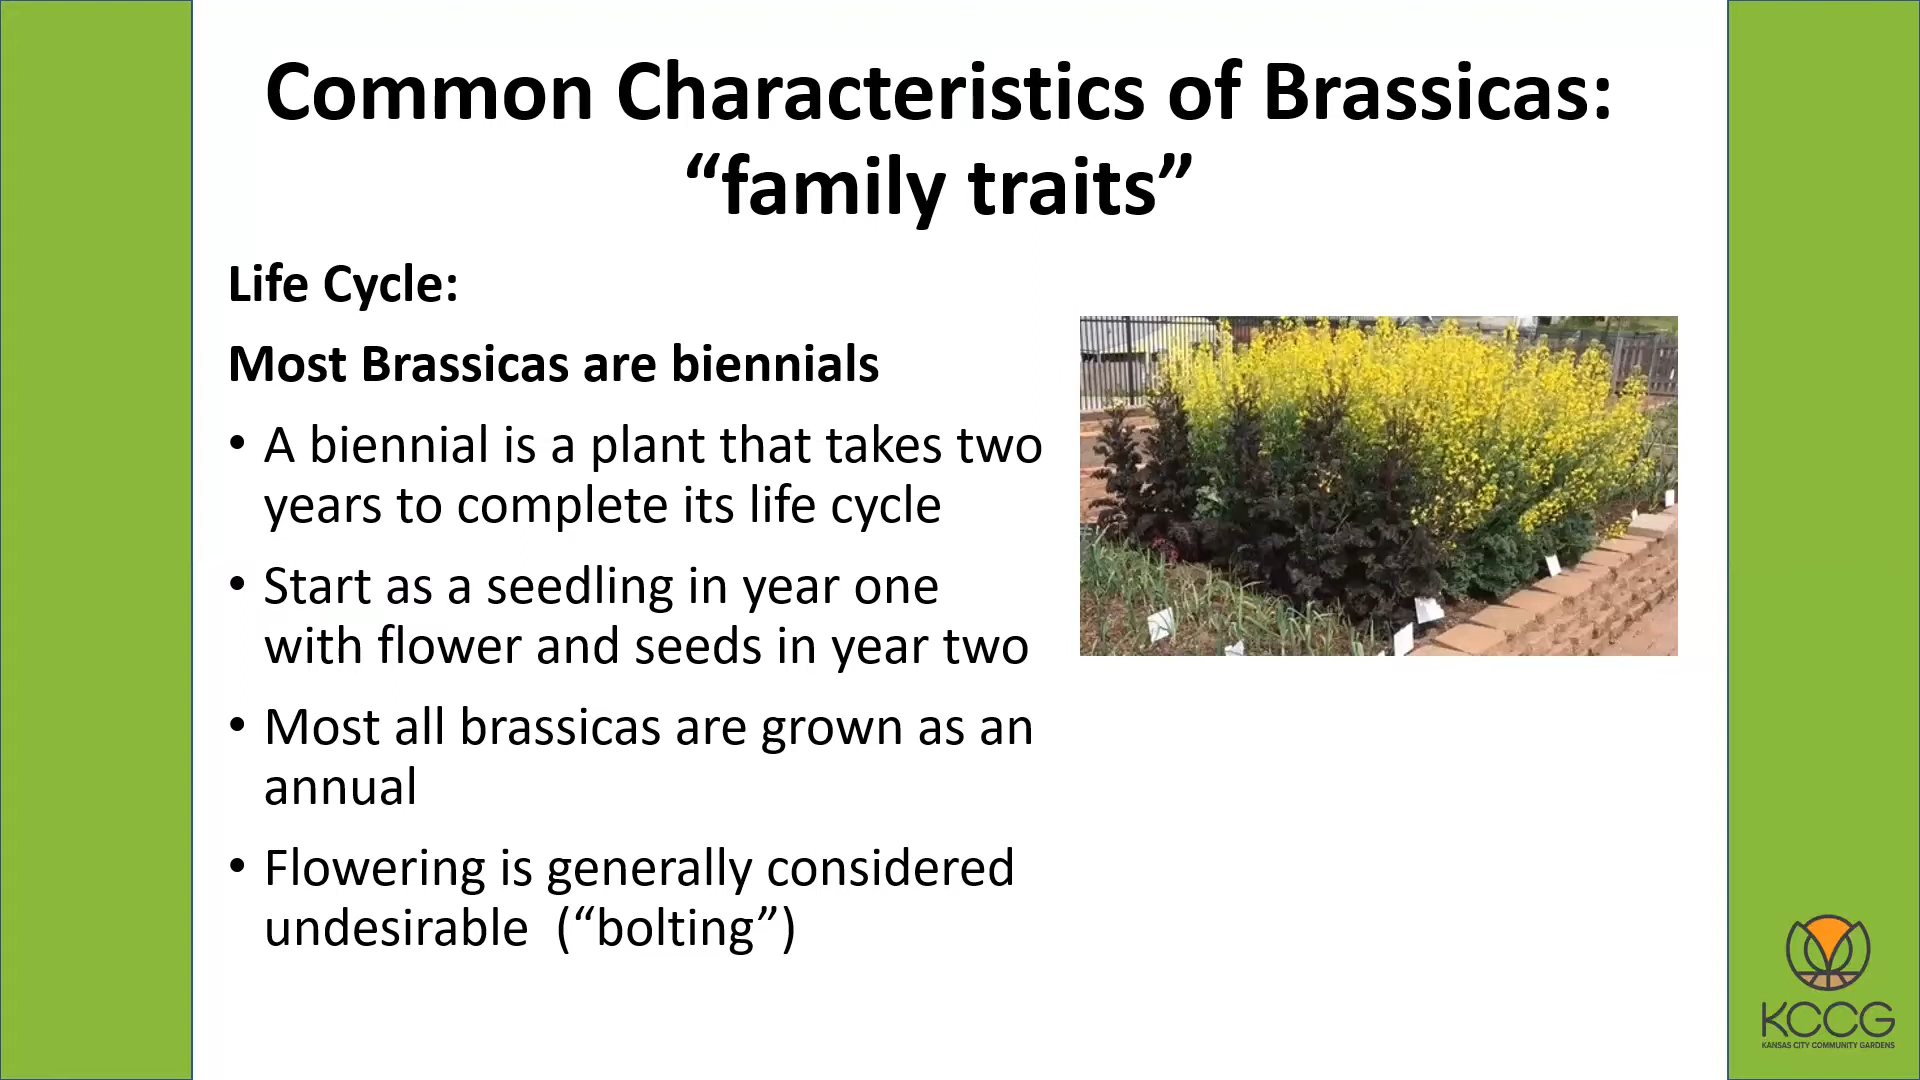 Common Characteristics of Brassicas:
“family traits”
Life Cycle:
Most Brassicas are biennials
• A biennial is a plant that takes two
years to complete its life cycle
• Start as a seedling in year one
with flower and seeds in year two
• Most all brassicas are grown as an
annual
• Flowering is generally considered
undesirable  (“bolting”)
KCCG
KANSAS CITY COMMUNITY GARDENS